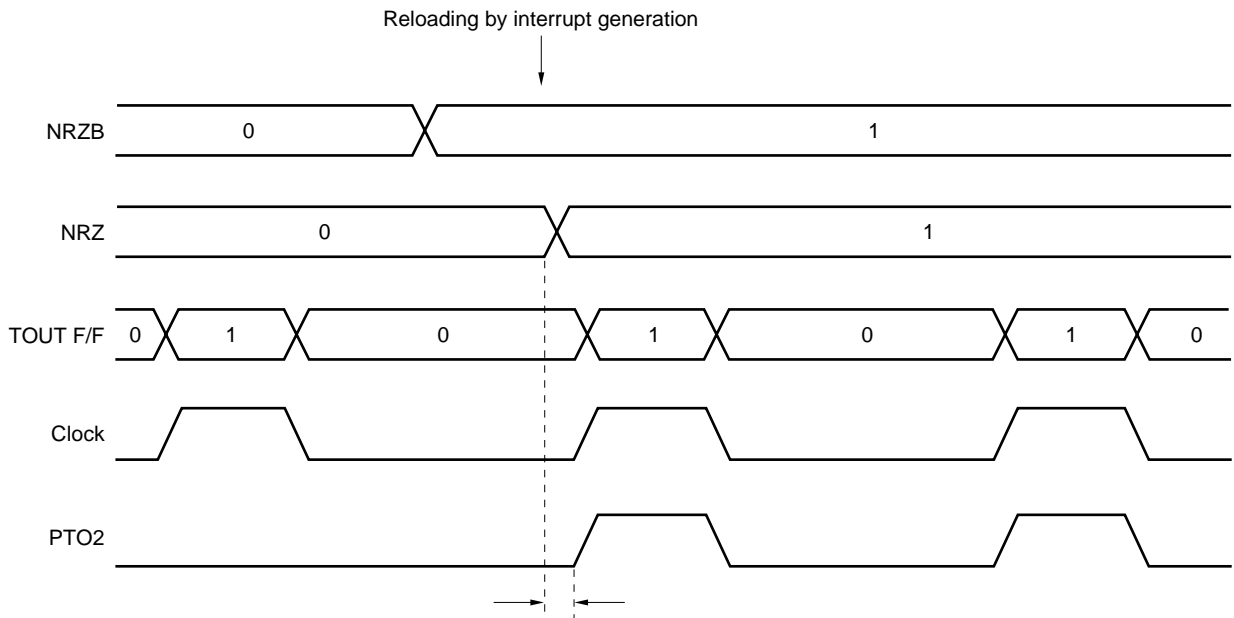 Reloading by interrupt generation
NRZB 0 1
NRZ 0 1
TOUT F/F 0 1 0 1 0 1 0
Clock
PTO2